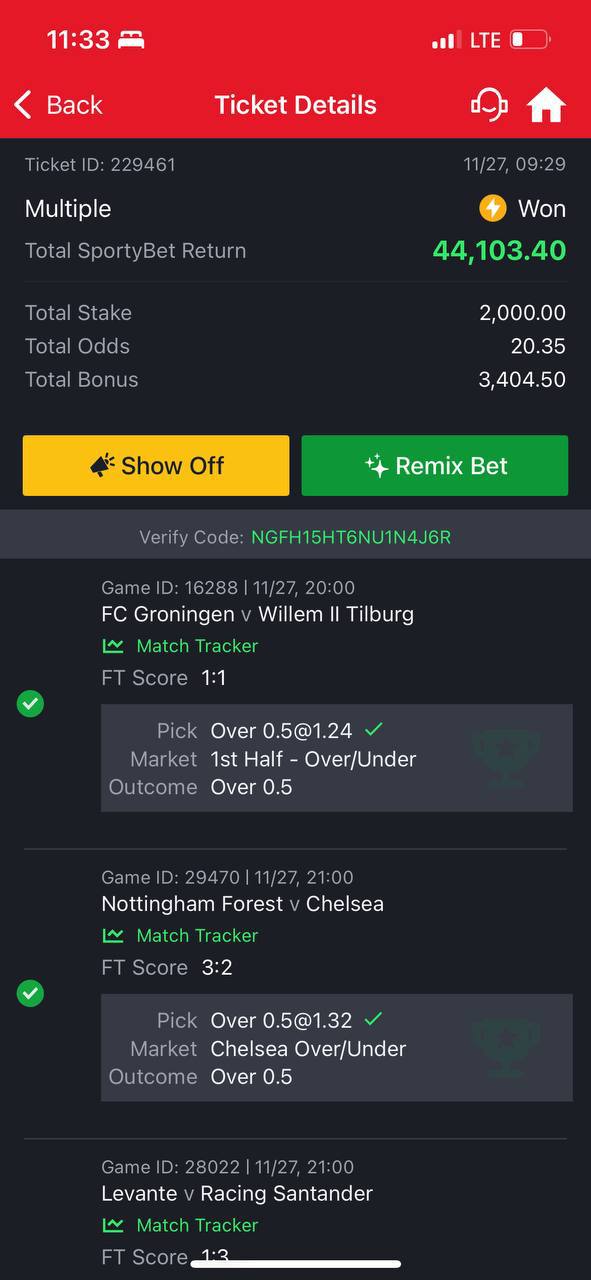 11:33 LTE
Back Ticket Details
Ticket ID: 229461 11/27, 09:29
Multiple Won
Total SportyBet Return 44,103.40
Total Stake 2,000.00
Total Odds 20.35
Total Bonus 3,404.50
Show Off Remix Bet
Verify Code: NGFH15HT6NU1N4J6R
Game ID: 16288 | 11/27, 20:00
FC Groningen v Willem II Tilburg
Match Tracker
FT Score 1:1
Pick Over 0.5@1.24
Market 1st Half - Over/Under
Outcome Over 0.5
Game ID: 29470 | 11/27, 21:00
Nottingham Forest v Chelsea
Match Tracker
FT Score 3:2
Pick Over 0.5@1.32
Market Chelsea Over/Under
Outcome Over 0.5
Game ID: 28022 | 11/27, 21:00
Levante v Racing Santander
Match Tracker
FT Score 1:3